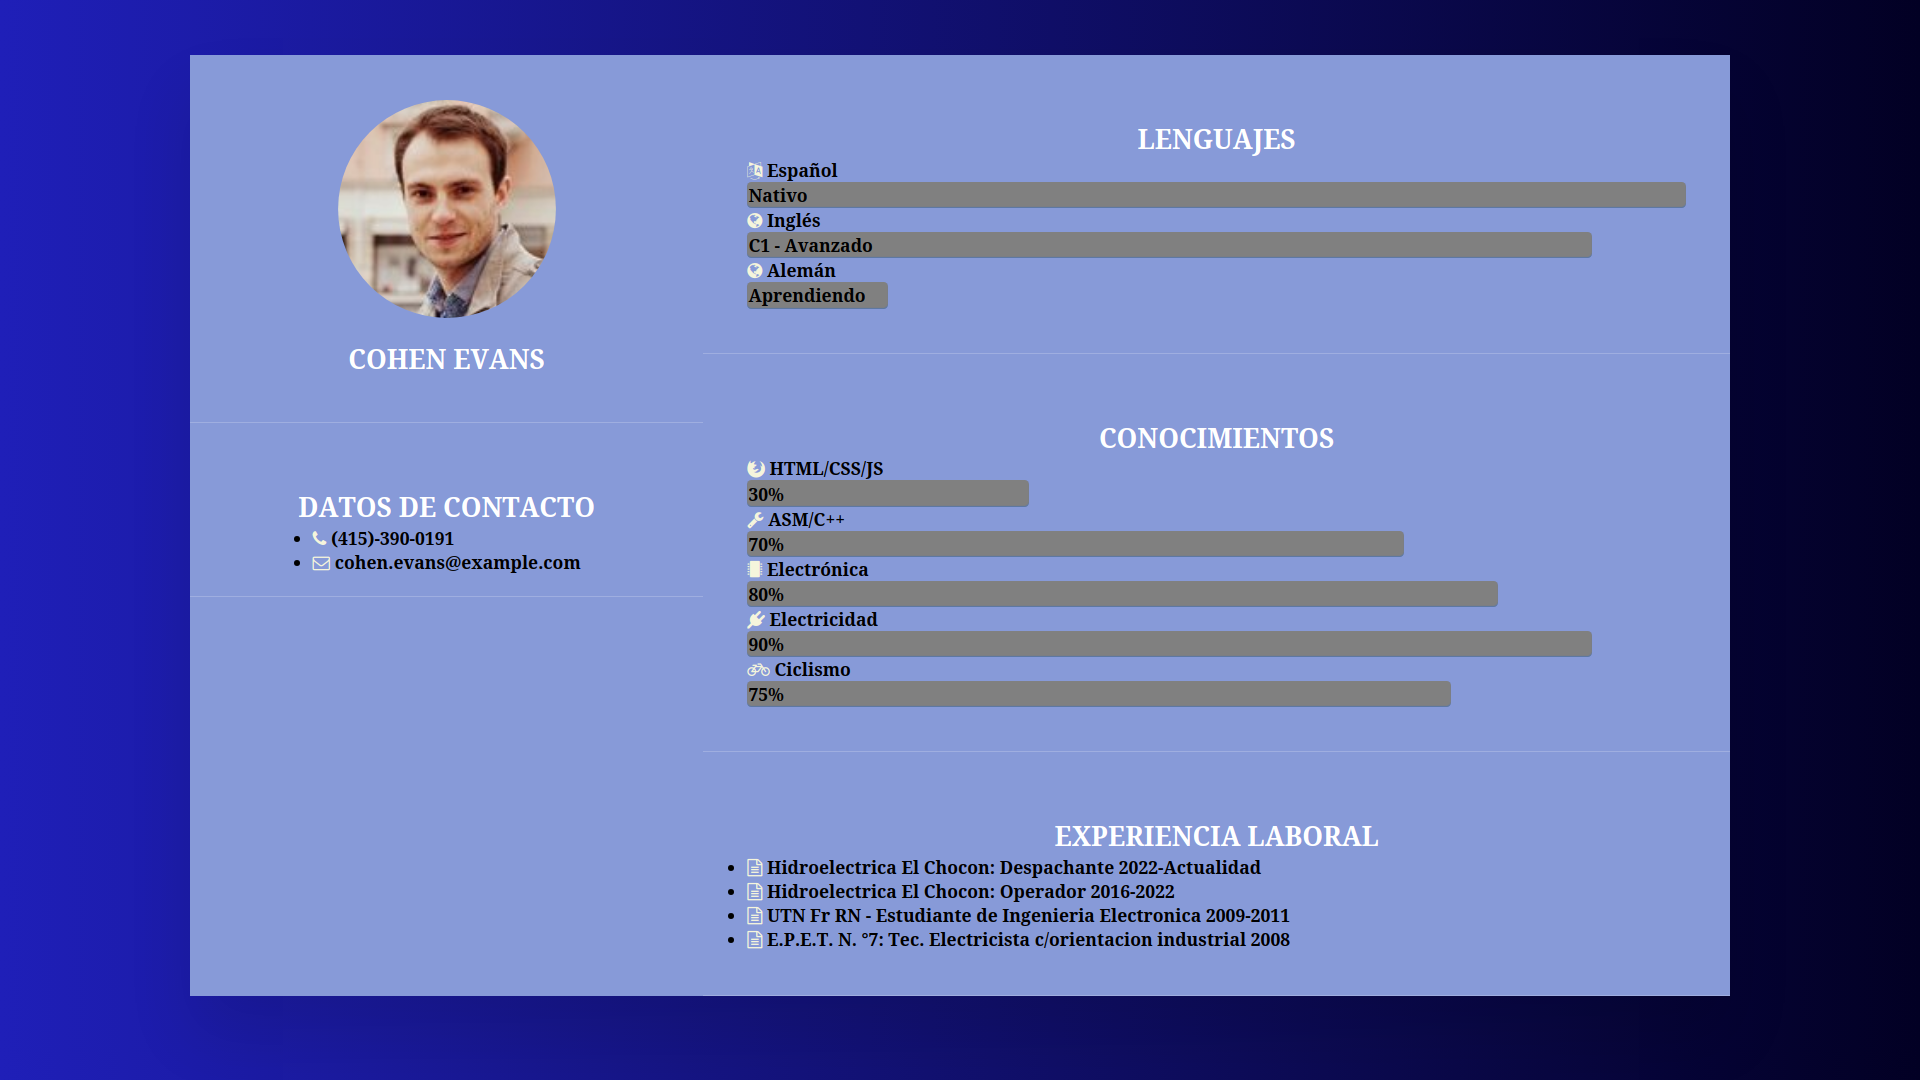 COHEN EVANS
DATOS DE CONTACTO
(415)-390-0191
cohen.evans@example.com
LENGUAJES
Español
Nativo
Inglés
C1 - Avanzado
Alemán
Aprendiendo
CONOCIMIENTOS
HTML/CSS/JS
30%
ASM/C++
70%
Electrónica
80%
Electricidad
90%
Ciclismo
75%
EXPERIENCIA LABORAL
Hidroelectrica El Chocon: Despachante 2022-Actualidad
Hidroelectrica El Chocon: Operador 2016-2022
UTN Fr RN - Estudiante de Ingenieria Electronica 2009-2011
E.P.E.T. N. °7: Tec. Electricista c/orientacion industrial 2008